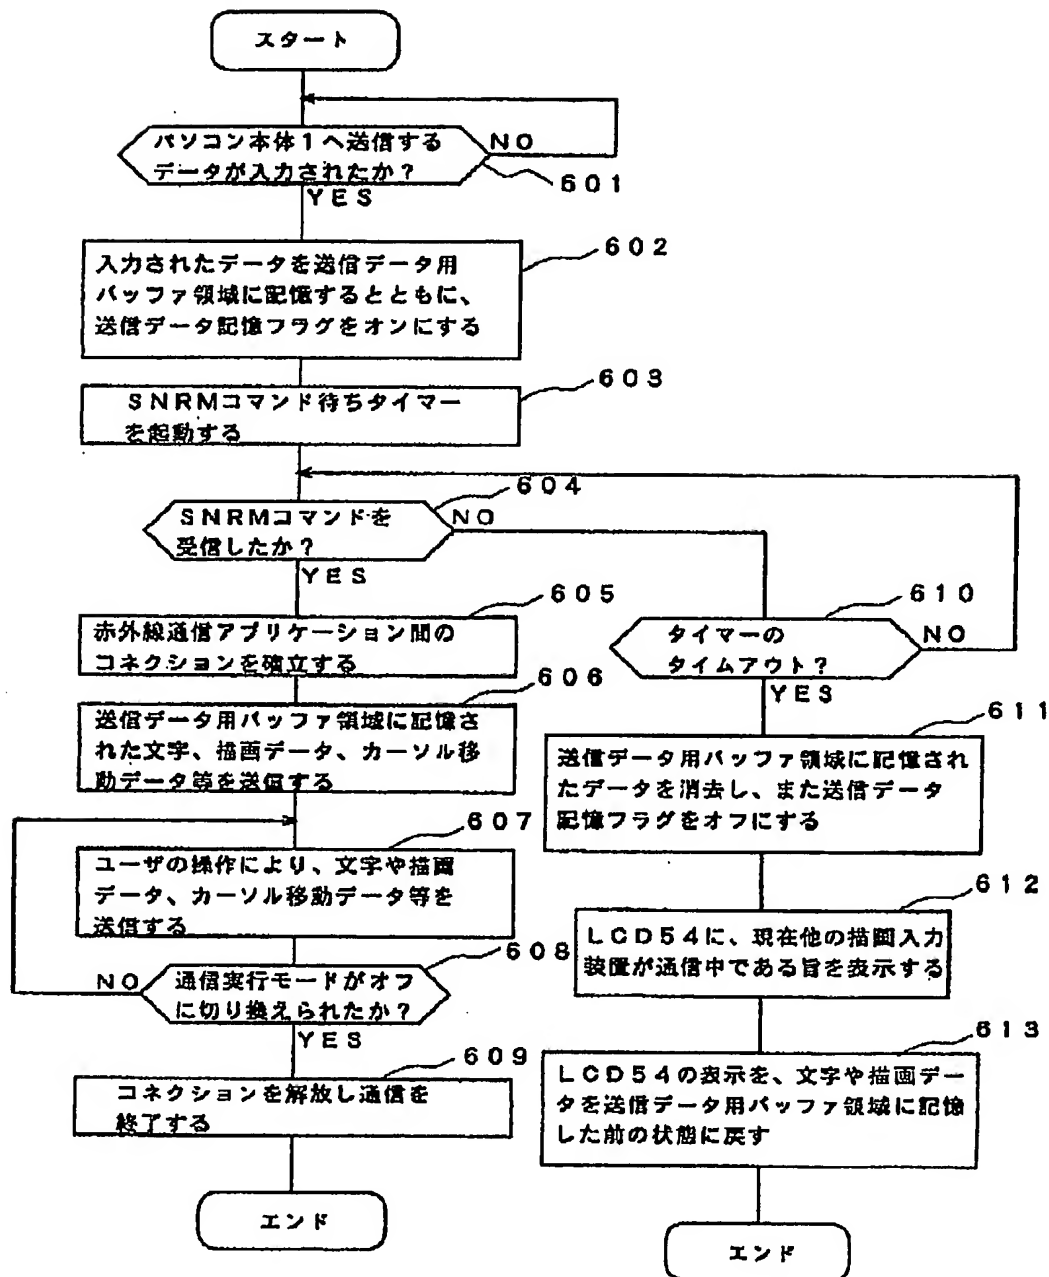 スタート
パソコン本体1へ送信する
データが入力されたか？
NO
601
YES
602
入力されたデータを送信データ用
バッファ領域に記憶するとともに、
送信データ記憶フラグをオンにする
603
SNRMコマンド待ちタイマー
を起動する
604
SNRMコマンドを
受信したか？
NO
YES
605
赤外線通信アプリケーション間の
コネクションを確立する
606
送信データ用バッファ領域に記憶さ
れた文字、描画データ、カーソル移
動データ等を送信する
607
ユーザの操作により、文字や描画
データ、カーソル移動データ等を
送信する
608
通信実行モードがオフ
に切り換えられたか？
NO
YES
609
コネクションを解放し通信を
終了する
エンド
610
タイマーの
タイムアウト？
NO
YES
611
送信データ用バッファ領域に記憶され
たデータを消去し、また送信データ
記憶フラグをオフにする
612
LCD54に、現在他の描画入力
装置が通信中である旨を表示する
613
LCD54の表示を、文字や描画デー
タを送信データ用バッファ領域に記憶
した前の状態に戻す
エンド